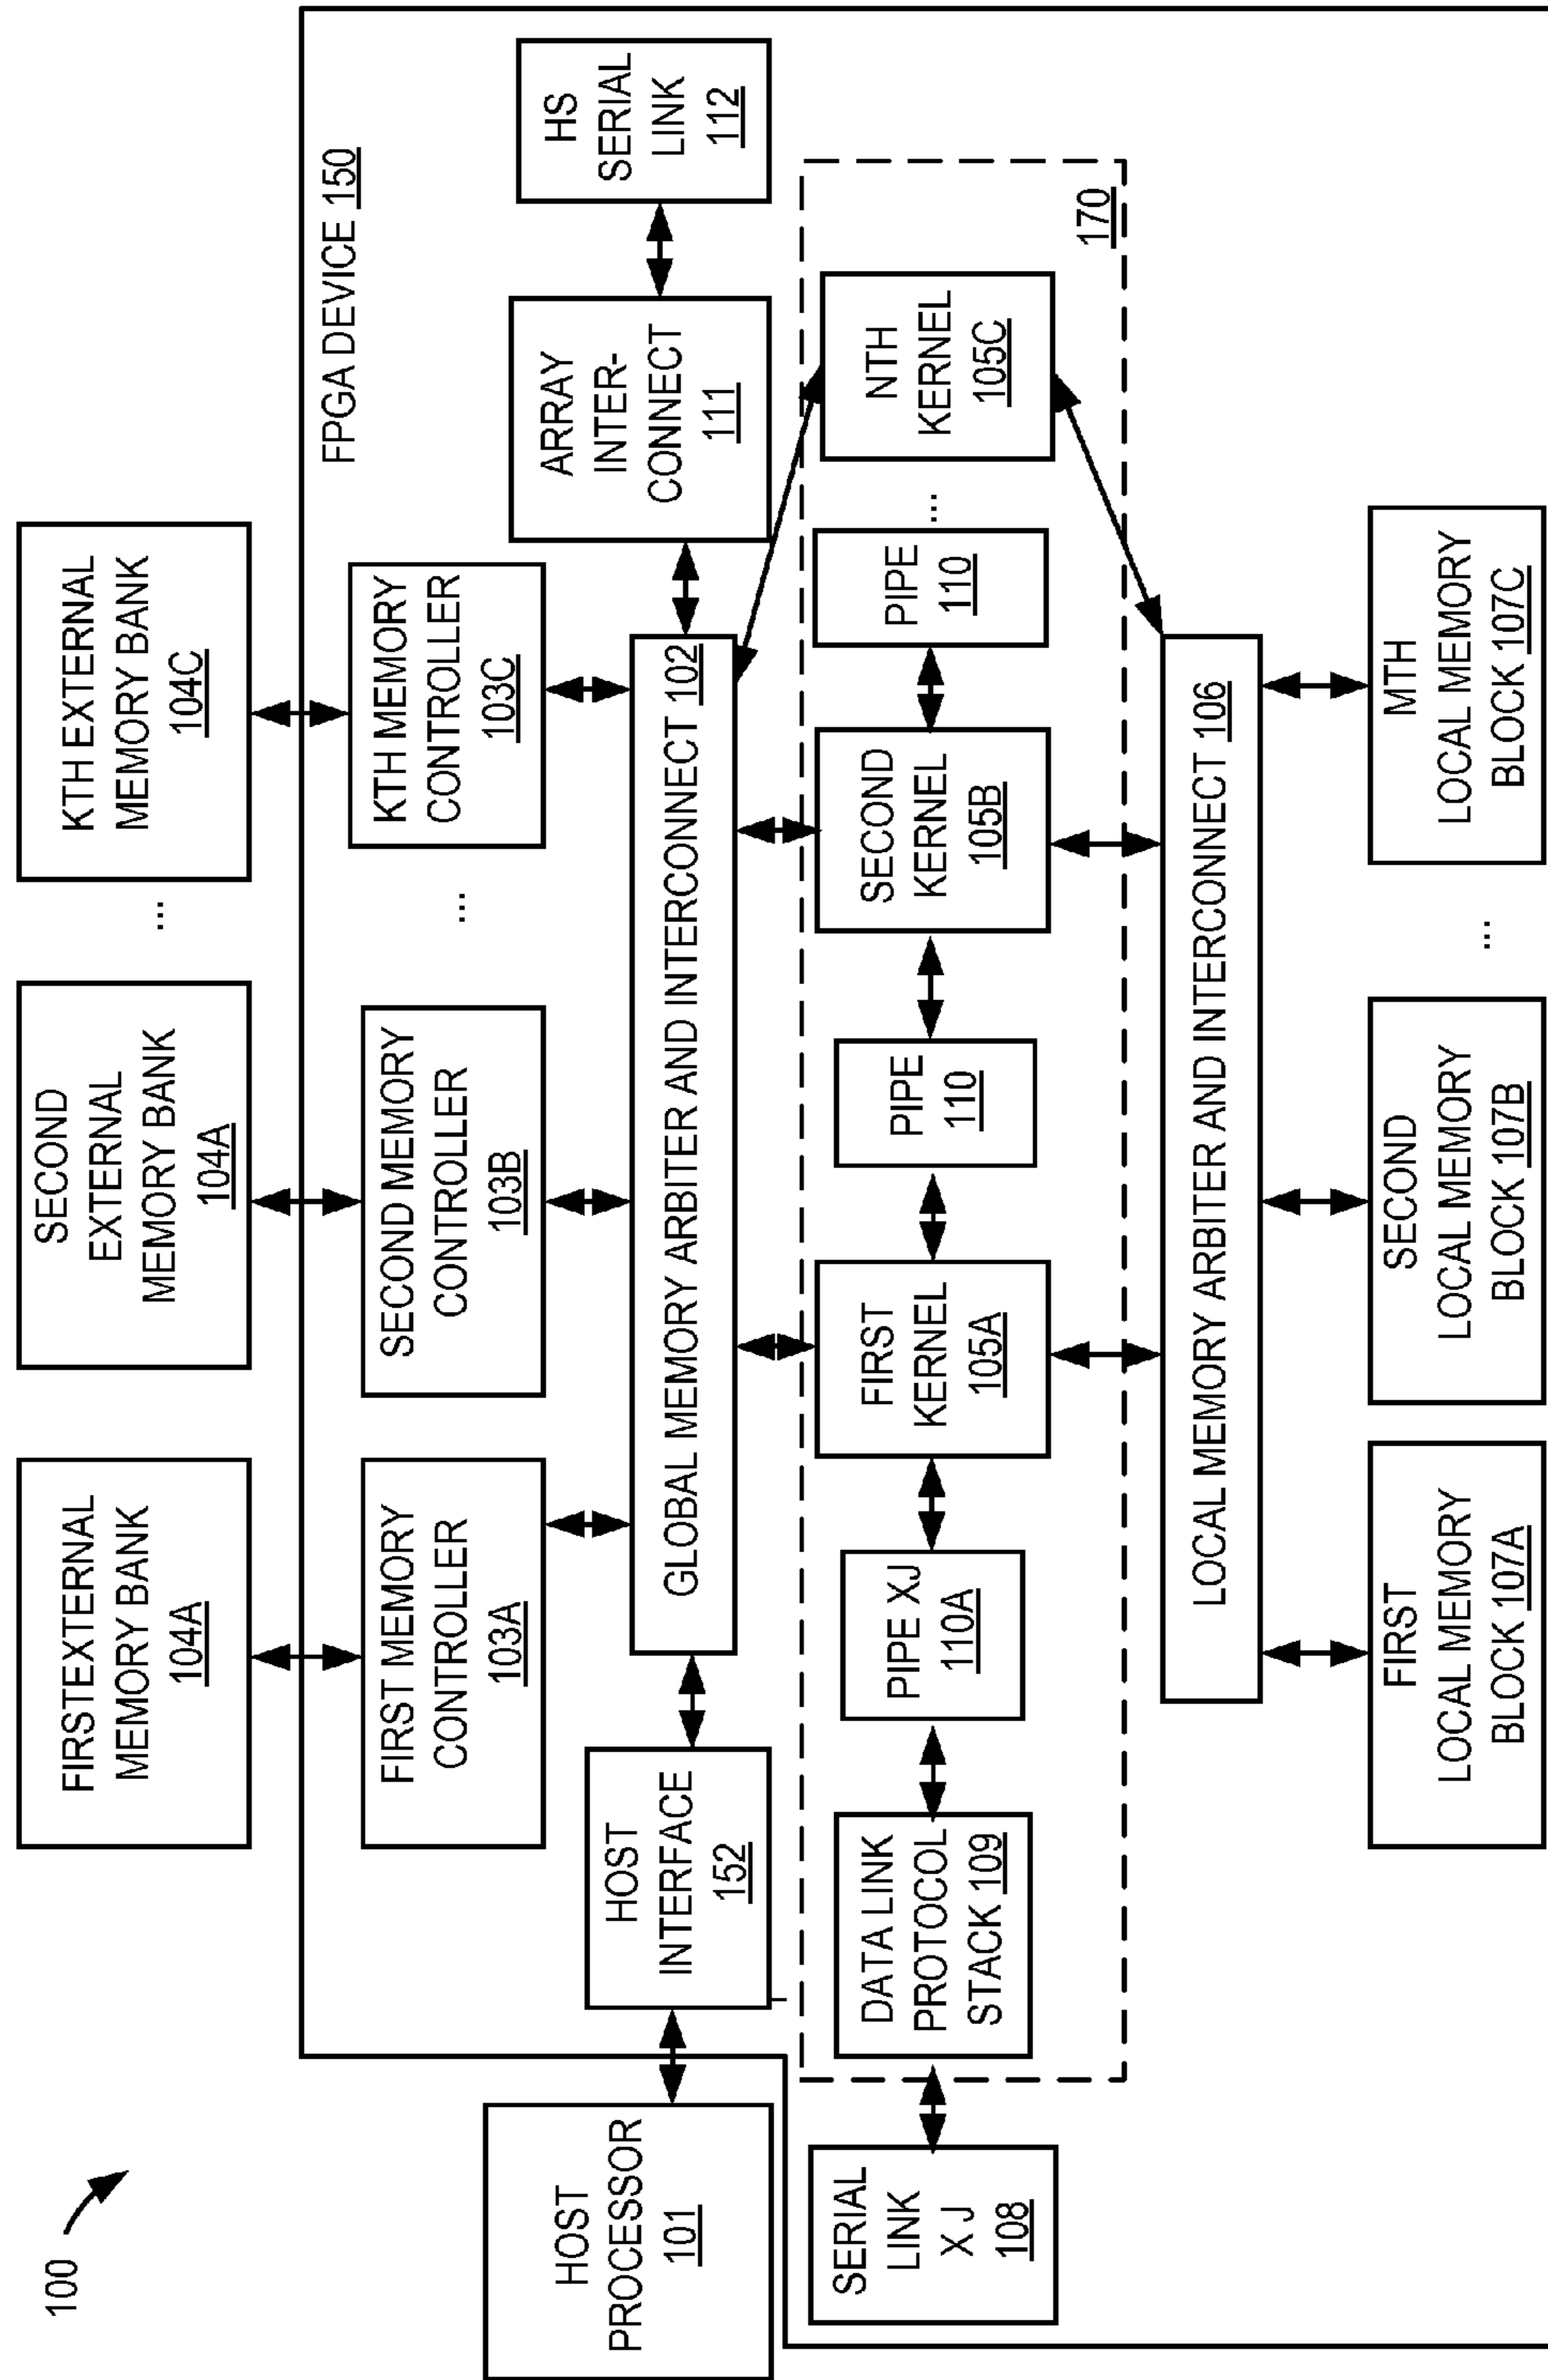 100
FIRSTEXTERNAL
MEMORY BANK
104A
SECOND
EXTERNAL
MEMORY BANK
104A
...
KTH EXTERNAL
MEMORY BANK
104C
FPGA DEVICE 150
FIRST MEMORY
CONTROLLER
103A
SECOND MEMORY
CONTROLLER
103B
...
KTH MEMORY
CONTROLLER
103C
HOST
PROCESSOR
101
HOST
INTERFACE
152
GLOBAL MEMORY ARBITER AND INTERCONNECT 102
ARRAY
INTER-
CONNECT
111
HS
SERIAL
LINK
112
SERIAL
LINK
X J
108
DATA LINK
PROTOCOL
STACK 109
PIPE XJ
110A
FIRST
KERNEL
105A
PIPE
110
SECOND
KERNEL
105B
PIPE
110
...
NTH
KERNEL
105C
170
LOCAL MEMORY ARBITER AND INTERCONNECT 106
FIRST
LOCAL MEMORY
BLOCK 107A
SECOND
LOCAL MEMORY
BLOCK 107B
...
MTH
LOCAL MEMORY
BLOCK 107C